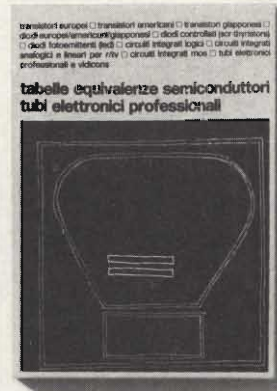 transistori europei □ transistori americani □ transistori giapponesi □
diodi europei/americani/giapponesi □ diodi controllati (scr-thyristors)
□ diodi fotoemittenti (led) □ circuiti integrati logici □ circuiti integrati
analogici e lineari per r/tv □ circuiti integrati mos □ tubi elettronici
professionali e vidicons
tabelle equivalenze semiconduttori
tubi elettronici professionali